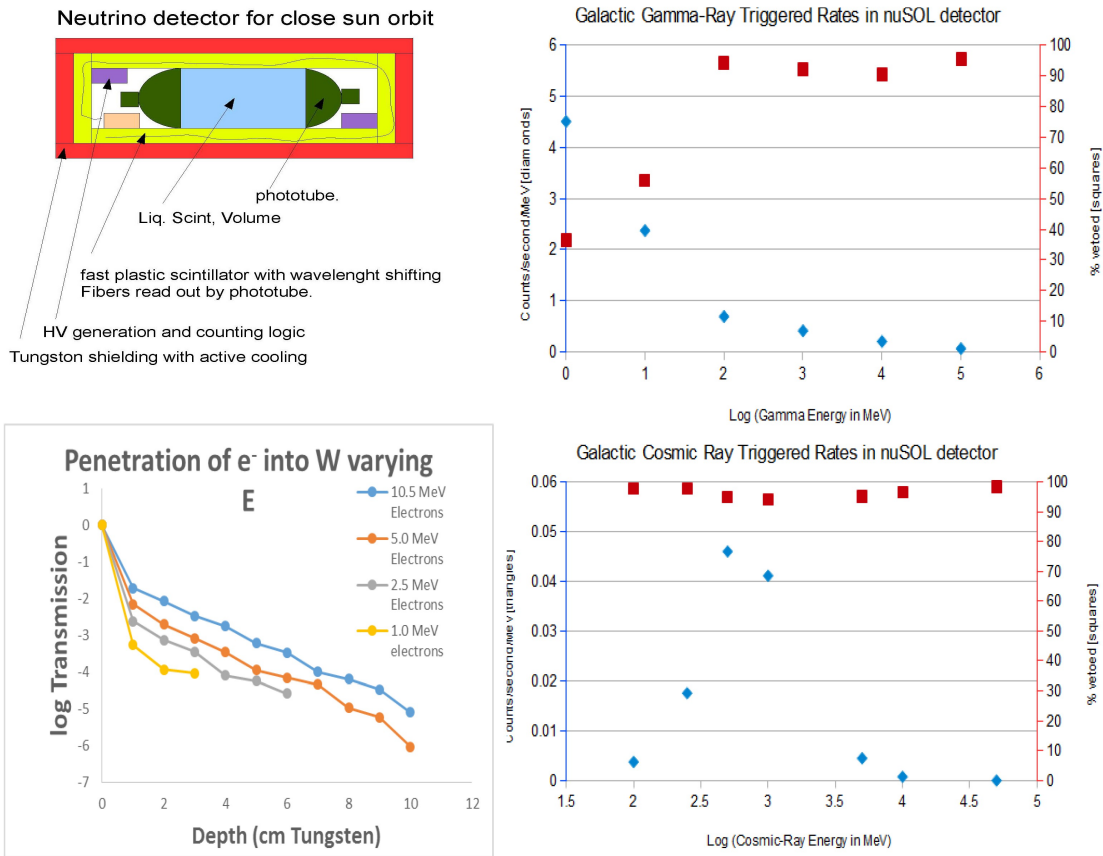 Neutrino detector for close sun orbit
phototube.
Liq. Scint, Volume
fast plastic scintillator with wavelenght shifting
Fibers read out by phototube.
HV generation and counting logic
Tungston shielding with active cooling
Galactic Gamma-Ray Triggered Rates in nuSOL detector
Counts/second/MeV [diamonds]
6
5
4
3
2
1
0
100
90
80
70
60
50
40
30
20
10
0
% vetoed [squares]
0 1 2 3 4 5 6
Log (Gamma Energy in MeV)
Penetration of e- into W varying
E
log Transmission
1
0
-1
-2
-3
-4
-5
-6
-7
10.5 MeV
Electrons
5.0 MeV
Electrons
2.5 MeV
Electrons
1.0 MeV
electrons
0 2 4 6 8 10 12
Depth (cm Tungsten)
Galactic Cosmic Ray Triggered Rates in nuSOL detector
Counts/second/MeV [triangles]
0.06
0.05
0.04
0.03
0.02
0.01
0
100
90
80
70
60
50
40
30
20
10
0
% vetoed [squares]
1.5 2 2.5 3 3.5 4 4.5 5
Log (Cosmic-Ray Energy in MeV)